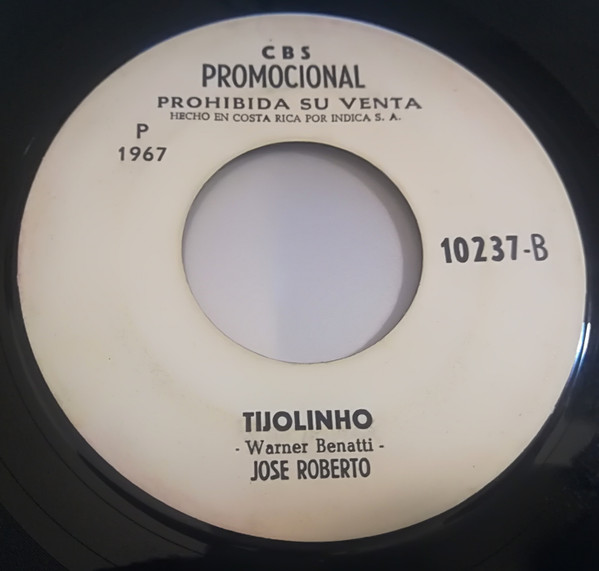 CBS
PROMOCIONAL
PROHIBIDA SU VENTA
HECHO EN COSTA RICA POR INDICA S. A.
P
1967
10237-B
TIJOLINHO
- Warner Benatti -
JOSE ROBERTO